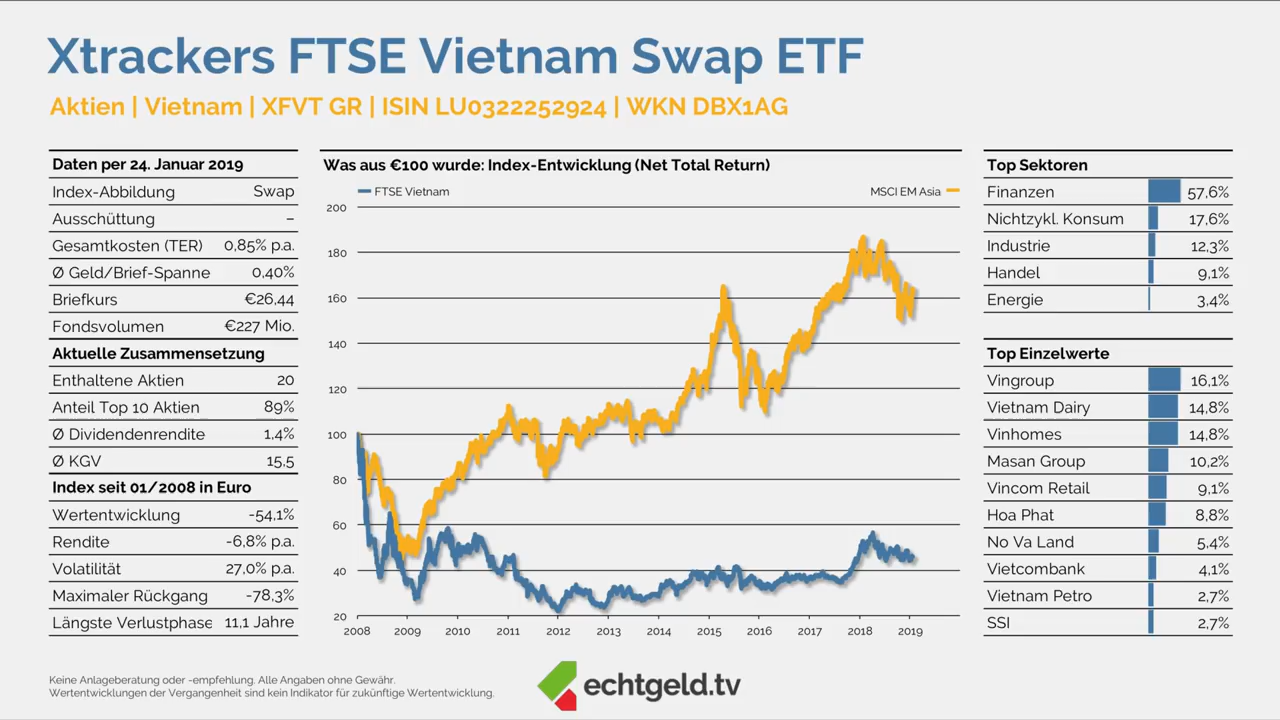 Xtrackers FTSE Vietnam Swap ETF
Aktien | Vietnam | XFVT GR | ISIN LU0322252924 | WKN DBX1AG
Daten per 24. Januar 2019
Index-Abbildung Swap
Ausschüttung –
Gesamtkosten (TER) 0,85% p.a.
Ø Geld/Brief-Spanne 0,40%
Briefkurs €26,44
Fondsvolumen €227 Mio.
Aktuelle Zusammensetzung
Enthaltene Aktien 20
Anteil Top 10 Aktien 89%
Ø Dividendenrendite 1,4%
Ø KGV 15,5
Index seit 01/2008 in Euro
Wertentwicklung -54,1%
Rendite -6,8% p.a.
Volatilität 27,0% p.a.
Maximaler Rückgang -78,3%
Längste Verlustphase 11,1 Jahre
Was aus €100 wurde: Index-Entwicklung (Net Total Return)
FTSE Vietnam MSCI EM Asia
200
180
160
140
120
100
80
60
40
20
2008 2009 2010 2011 2012 2013 2014 2015 2016 2017 2018 2019
Top Sektoren
Finanzen 57,6%
Nichtzykl. Konsum 17,6%
Industrie 12,3%
Handel 9,1%
Energie 3,4%
Top Einzelwerte
Vingroup 16,1%
Vietnam Dairy 14,8%
Vinhomes 14,8%
Masan Group 10,2%
Vincom Retail 9,1%
Hoa Phat 8,8%
No Va Land 5,4%
Vietcombank 4,1%
Vietnam Petro 2,7%
SSI 2,7%
Keine Anlageberatung oder -empfehlung. Alle Angaben ohne Gewähr.
Wertentwicklungen der Vergangenheit sind kein Indikator für zukünftige Wertentwicklung.
echtgeld.tv